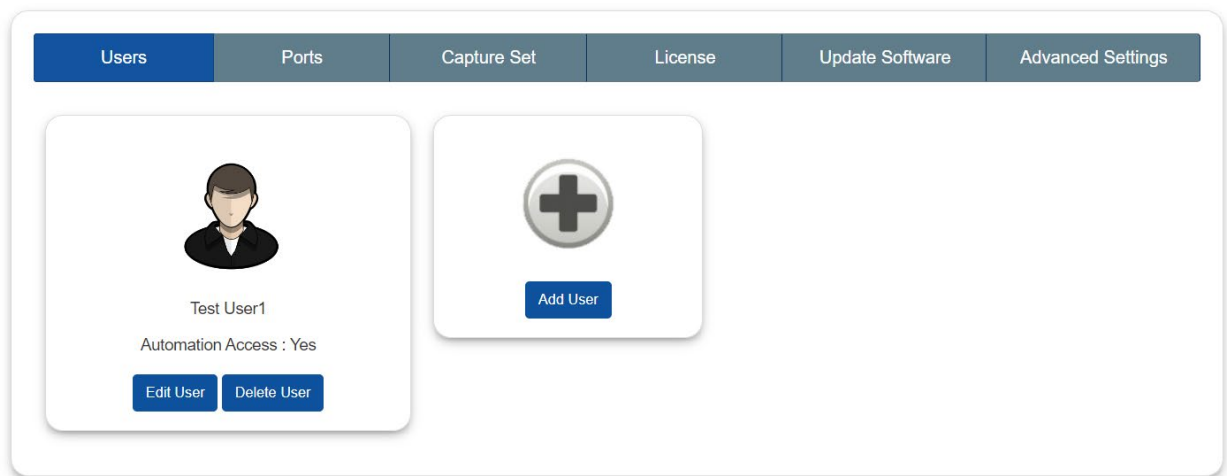 Users Ports Capture Set License Update Software Advanced Settings
Test User1
Automation Access : Yes
Edit User Delete User
Add User